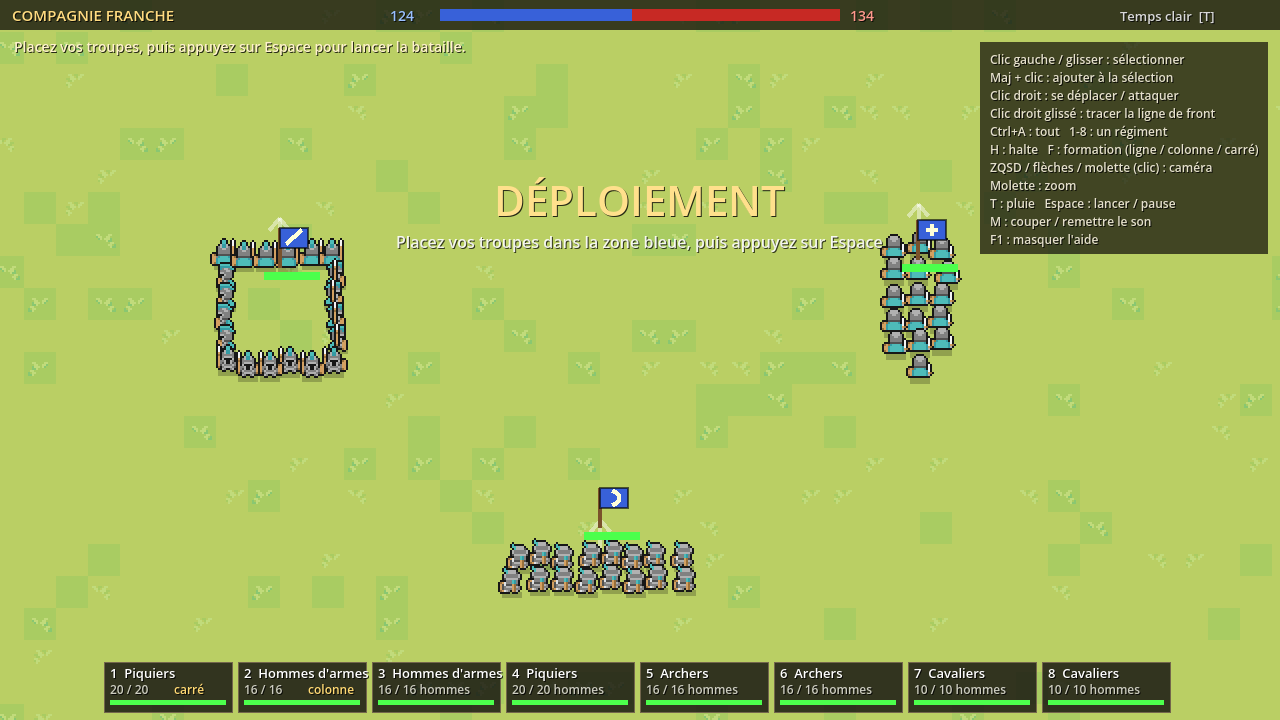 COMPAGNIE FRANCHE
124
134
Temps clair [T]
Placez vos troupes, puis appuyez sur Espace pour lancer la bataille.
Clic gauche / glisser : sélectionner
Maj + clic : ajouter à la sélection
Clic droit : se déplacer / attaquer
Clic droit glissé : tracer la ligne de front
Ctrl+A : tout 1-8 : un régiment
H : halte F : formation (ligne / colonne / carré)
ZQSD / flèches / molette (clic) : caméra
Molette : zoom
T : pluie Espace : lancer / pause
M : couper / remettre le son
F1 : masquer l'aide
DÉPLOIEMENT
Placez vos troupes dans la zone bleue, puis appuyez sur Espace
1 Piquiers
20 / 20 carré
2 Hommes d'armes
16 / 16 colonne
3 Hommes d'armes
16 / 16 hommes
4 Piquiers
20 / 20 hommes
5 Archers
16 / 16 hommes
6 Archers
16 / 16 hommes
7 Cavaliers
10 / 10 hommes
8 Cavaliers
10 / 10 hommes